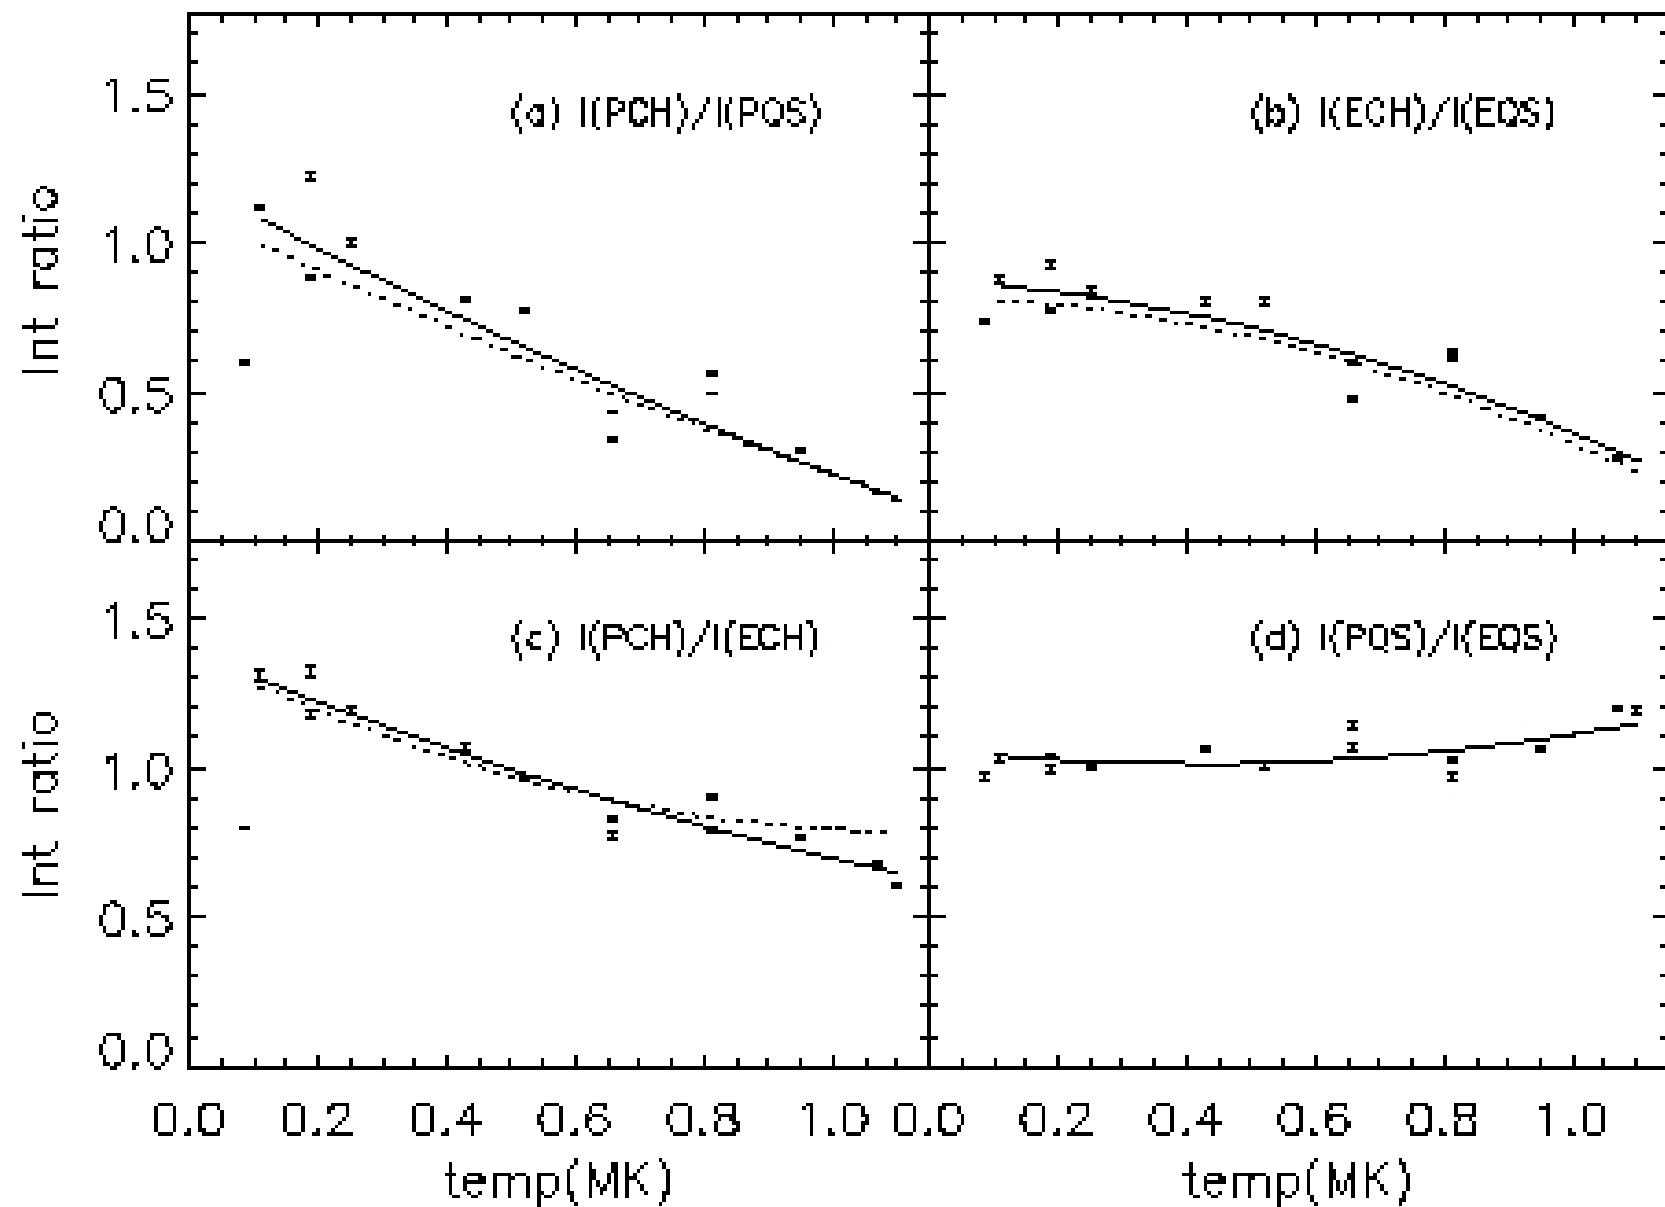 (a) I(PCH)/I(PQS)
(b) I(ECH)/I(EQS)
1.5
1.0
0.5
0.0
Int ratio
(c) I(PCH)/I(ECH)
(d) I(PQS)/I(EQS)
1.5
1.0
0.5
0.0
Int ratio
0.0 0.2 0.4 0.6 0.8 1.0 0.0 0.2 0.4 0.6 0.8 1.0
temp(MK) temp(MK)